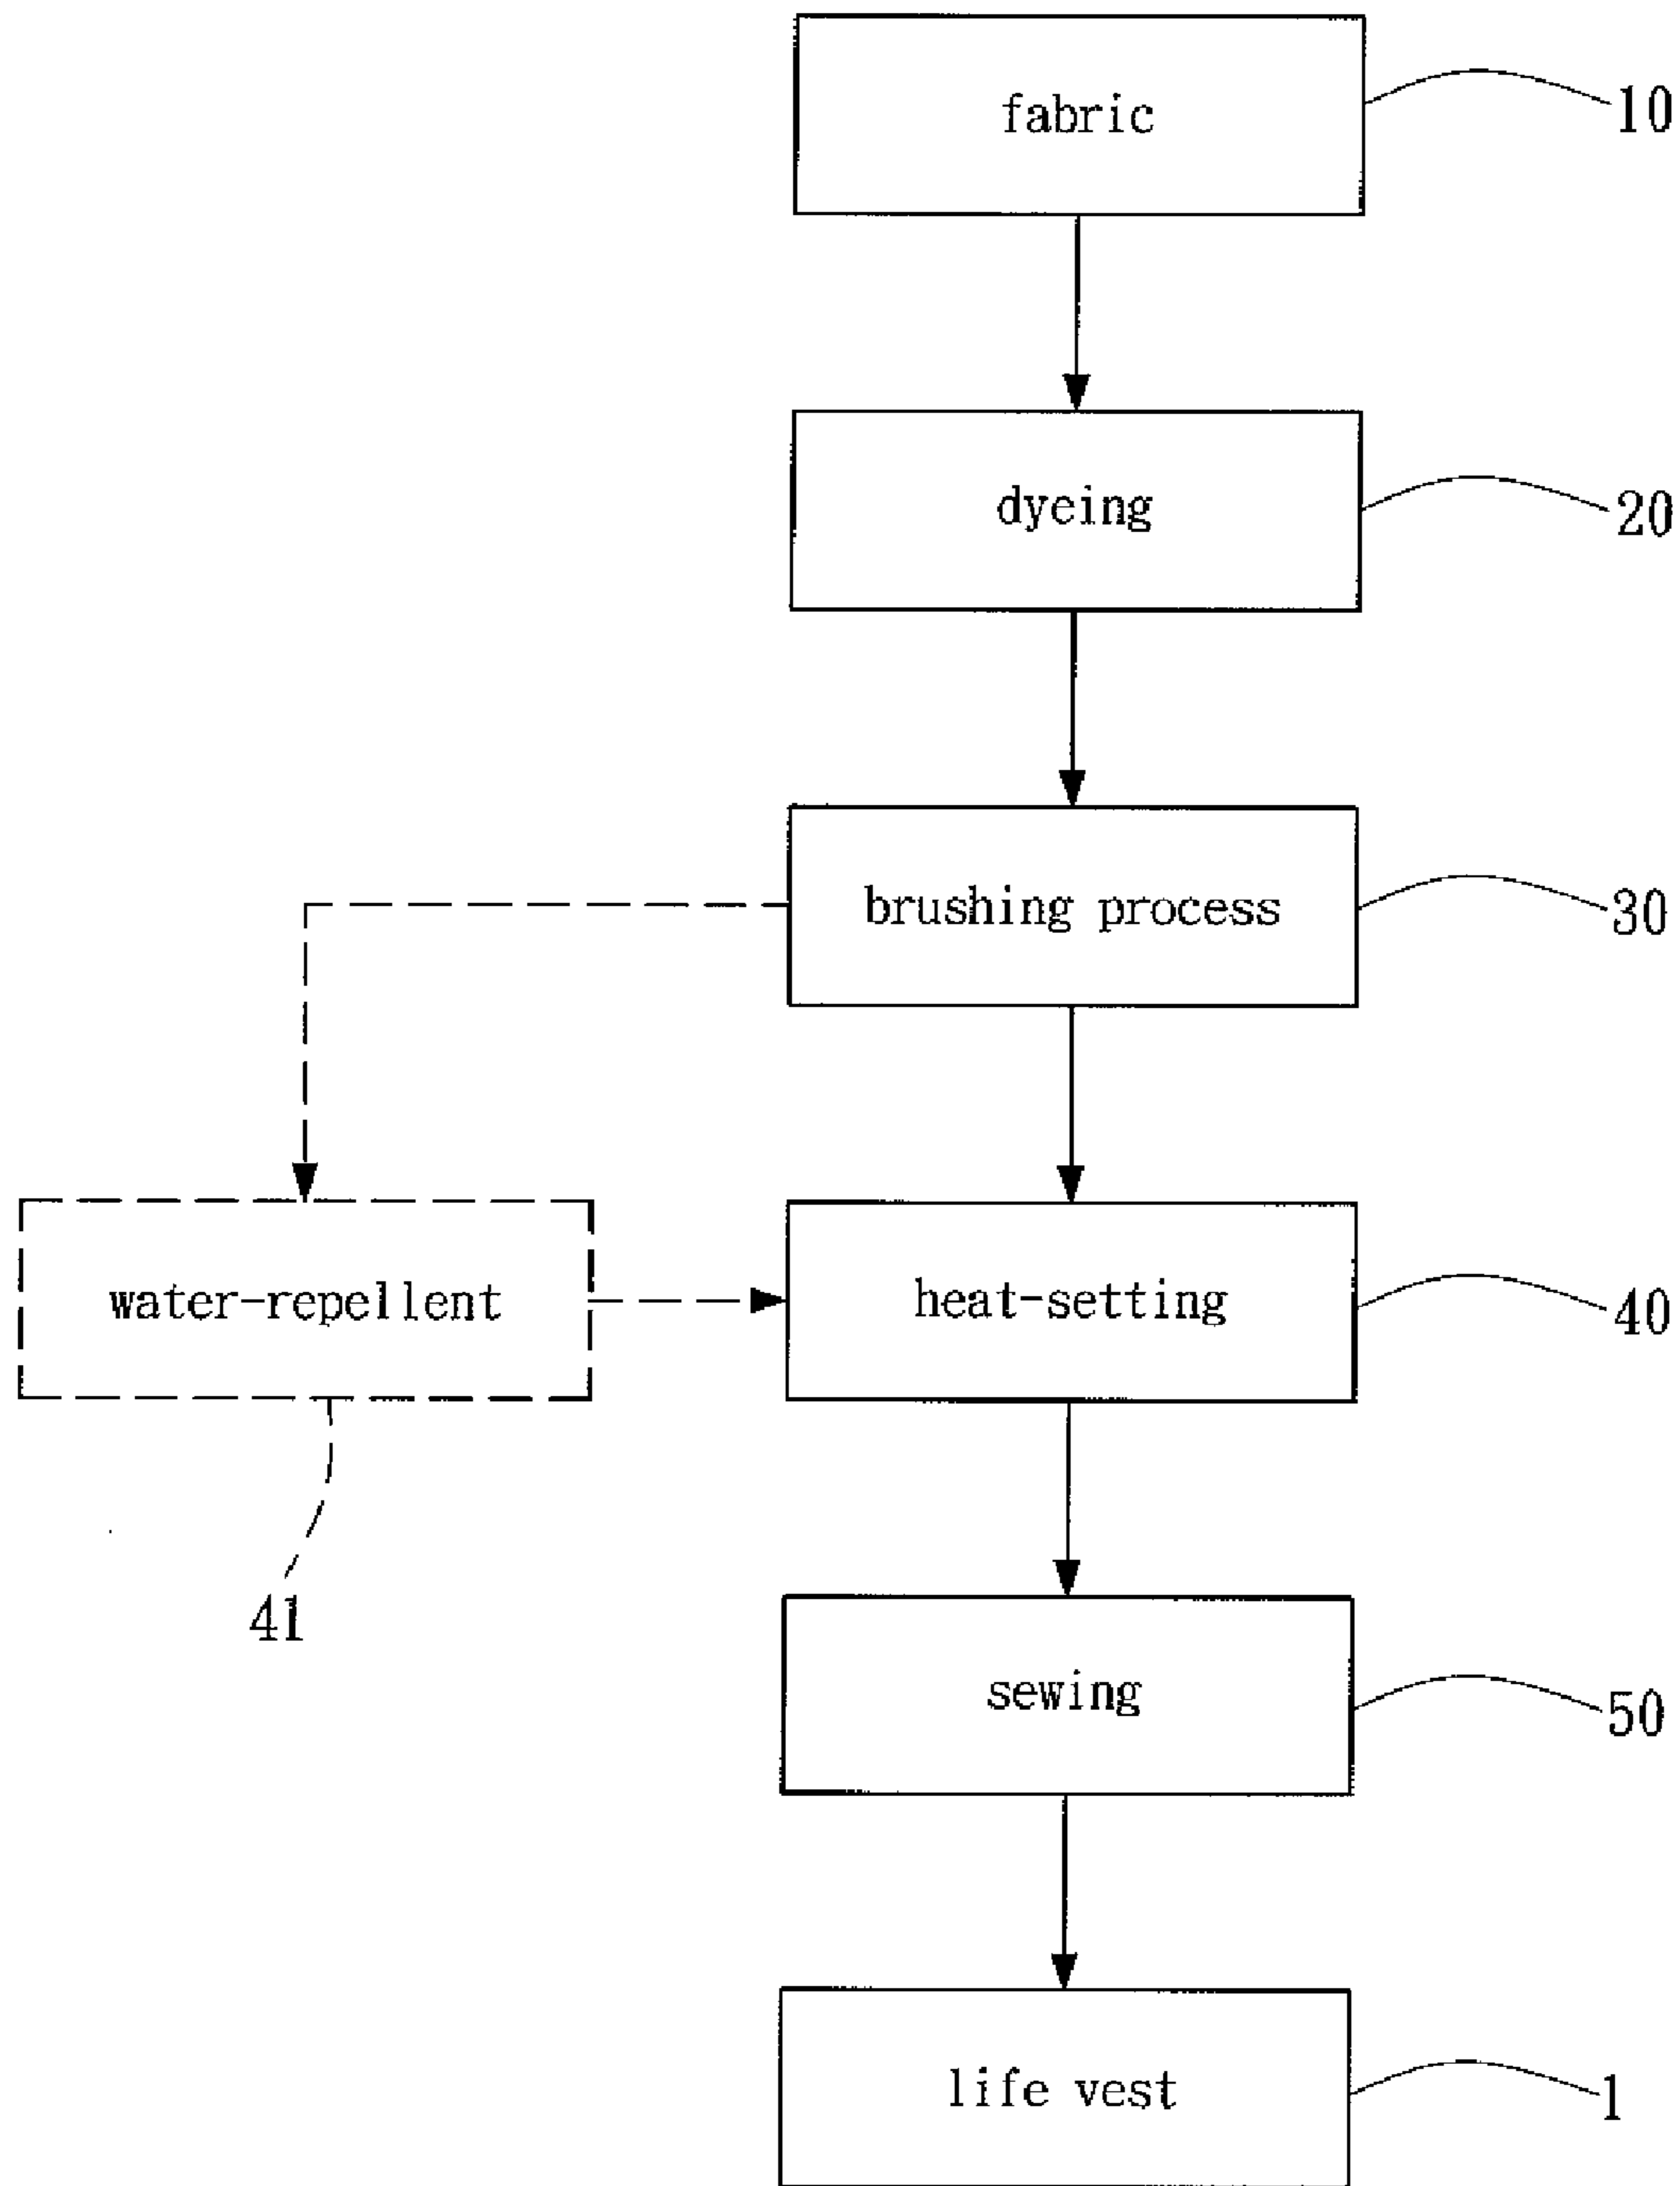 fabric
10
dyeing
20
brushing process
30
water-repellent
heat-setting
40
41
sewing
50
life vest
1